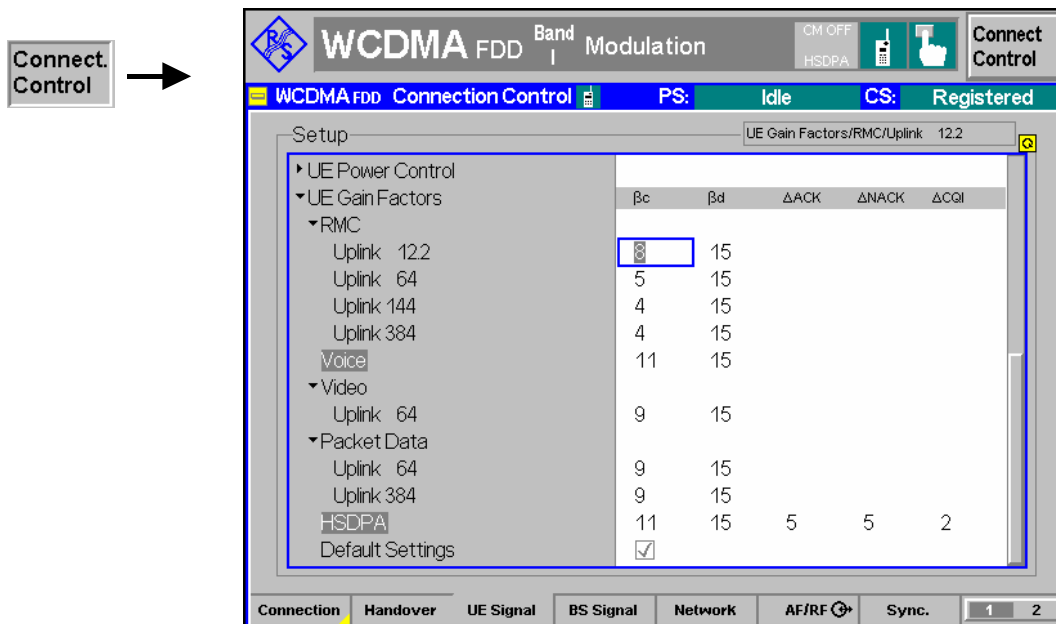 Connect.
Control
R&S
WCDMA FDD Band I Modulation
CM OFF
HSDPA
Connect
Control
WCDMA FDD Connection Control PS: Idle CS: Registered
Setup UE Gain Factors/RMC/Uplink 12.2
UE Power Control
UE Gain Factors βc βd ΔACK ΔNACK ΔCQI
RMC
Uplink 12.2 8 15
Uplink 64 5 15
Uplink 144 4 15
Uplink 384 4 15
Voice 11 15
Video
Uplink 64 9 15
Packet Data
Uplink 64 9 15
Uplink 384 9 15
HSDPA 11 15 5 5 2
Default Settings
Connection Handover UE Signal BS Signal Network AF/RF Sync. 1 2